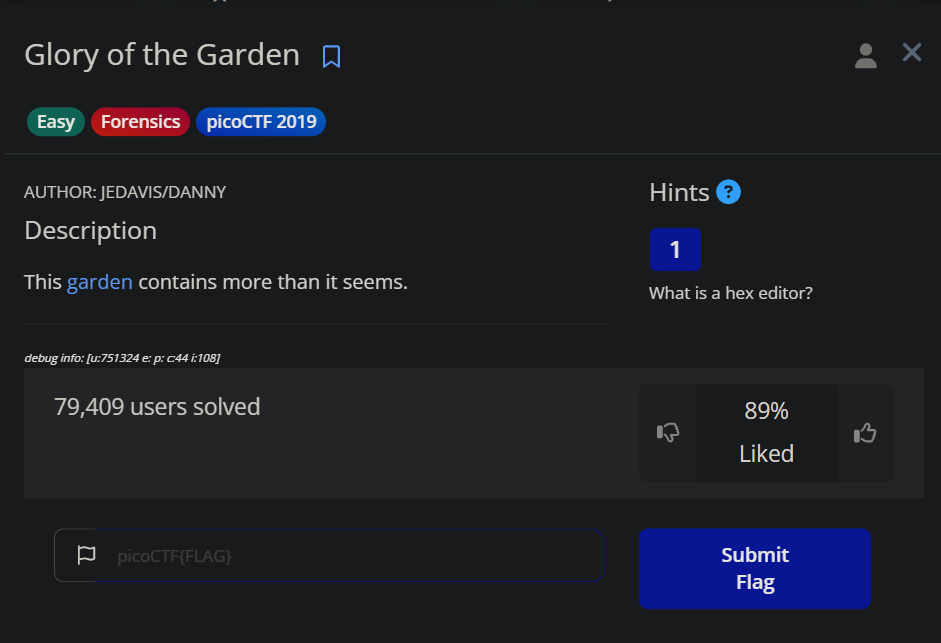 Glory of the Garden
Easy Forensics picoCTF 2019
AUTHOR: JEDAVIS/DANNY
Description
This garden contains more than it seems.
Hints ?
1
What is a hex editor?
debug info: [u:751324 e: p: c:44 i:108]
79,409 users solved
89%
Liked
picoCTF{FLAG}
Submit
Flag